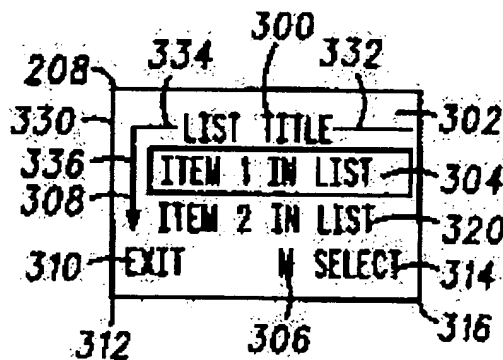 300
334 332
208
330 LIST TITLE 302
336 ITEM 1 IN LIST 304
308 ITEM 2 IN LIST 320
310 EXIT M SELECT 314
312 306 316